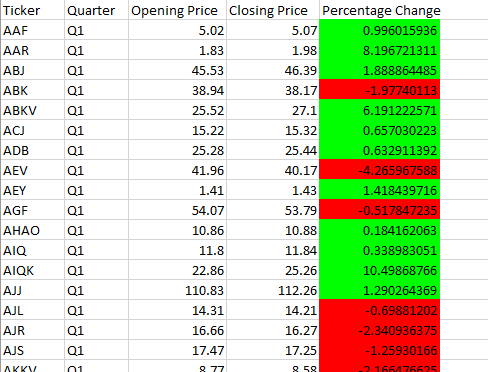 Ticker Quarter Opening Price Closing Price Percentage Change
AAF Q1 5.02 5.07 0.996015936
AAR Q1 1.83 1.98 8.196721311
ABJ Q1 45.53 46.39 1.888864485
ABK Q1 38.94 38.17 -1.97740113
ABKV Q1 25.52 27.1 6.191222571
ACJ Q1 15.22 15.32 0.657030223
ADB Q1 25.28 25.44 0.632911392
AEV Q1 41.96 40.17 -4.265967588
AEY Q1 1.41 1.43 1.418439716
AGF Q1 54.07 53.79 -0.517847235
AHAO Q1 10.86 10.88 0.184162063
AIQ Q1 11.8 11.84 0.338983051
AIQK Q1 22.86 25.26 10.49868766
AJJ Q1 110.83 112.26 1.290264369
AJL Q1 14.31 14.21 -0.69881202
AJR Q1 16.66 16.27 -2.340936375
AJS Q1 17.47 17.25 -1.25930166
AKKV Q1 8.77 8.58 -2.166476625